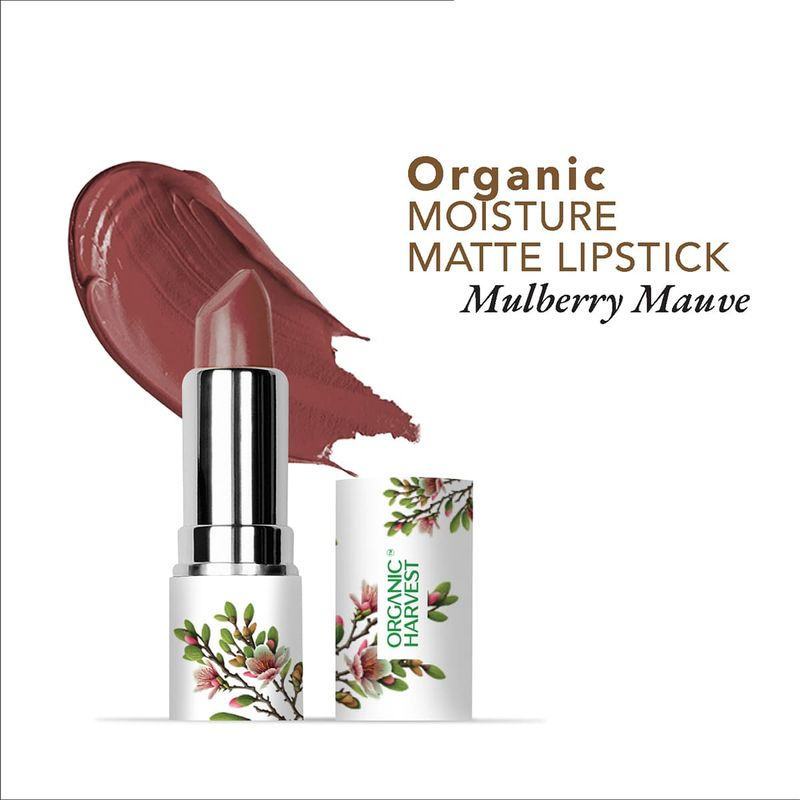 Organic
MOISTURE
MATTE LIPSTICK
Mulberry Mauve
ORGANIC
HARVEST